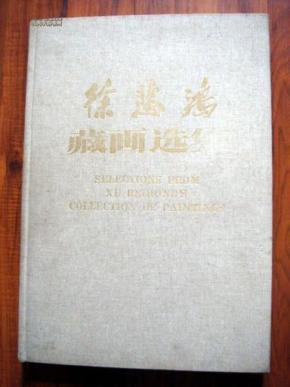 徐悲鸿
藏画选集
SELECTIONS FROM
XU BEIHONG'S
COLLECTION OF PAINTINGS